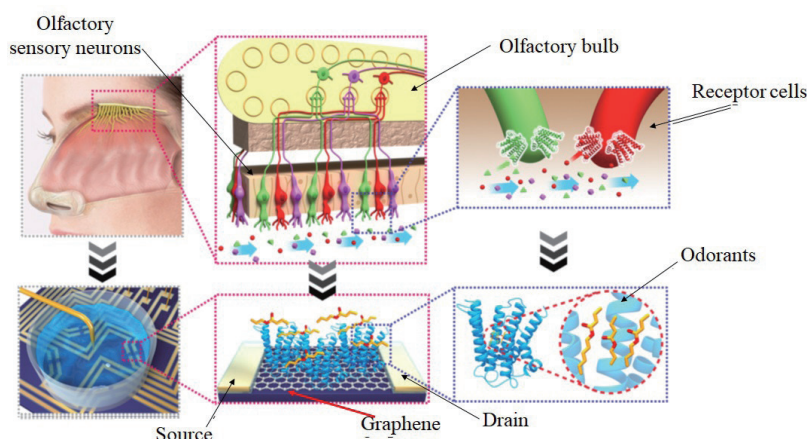 Olfactory
sensory neurons
Olfactory bulb
Receptor cells
Odorants
Source
Graphene
Drain